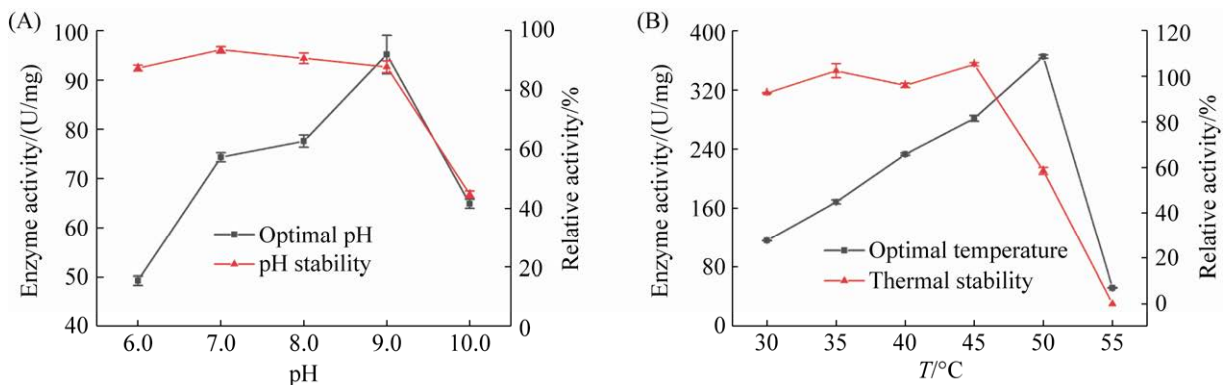 (A)
100
90
80
70
60
50
40
Enzyme activity/(U/mg)
100
80
60
40
20
0
Relative activity/%
Optimal pH
pH stability
6.0 7.0 8.0 9.0 10.0
pH
(B)
400
320
240
160
80
0
Enzyme activity/(U/mg)
120
100
80
60
40
20
0
Relative activity/%
Optimal temperature
Thermal stability
30 35 40 45 50 55
T/°C